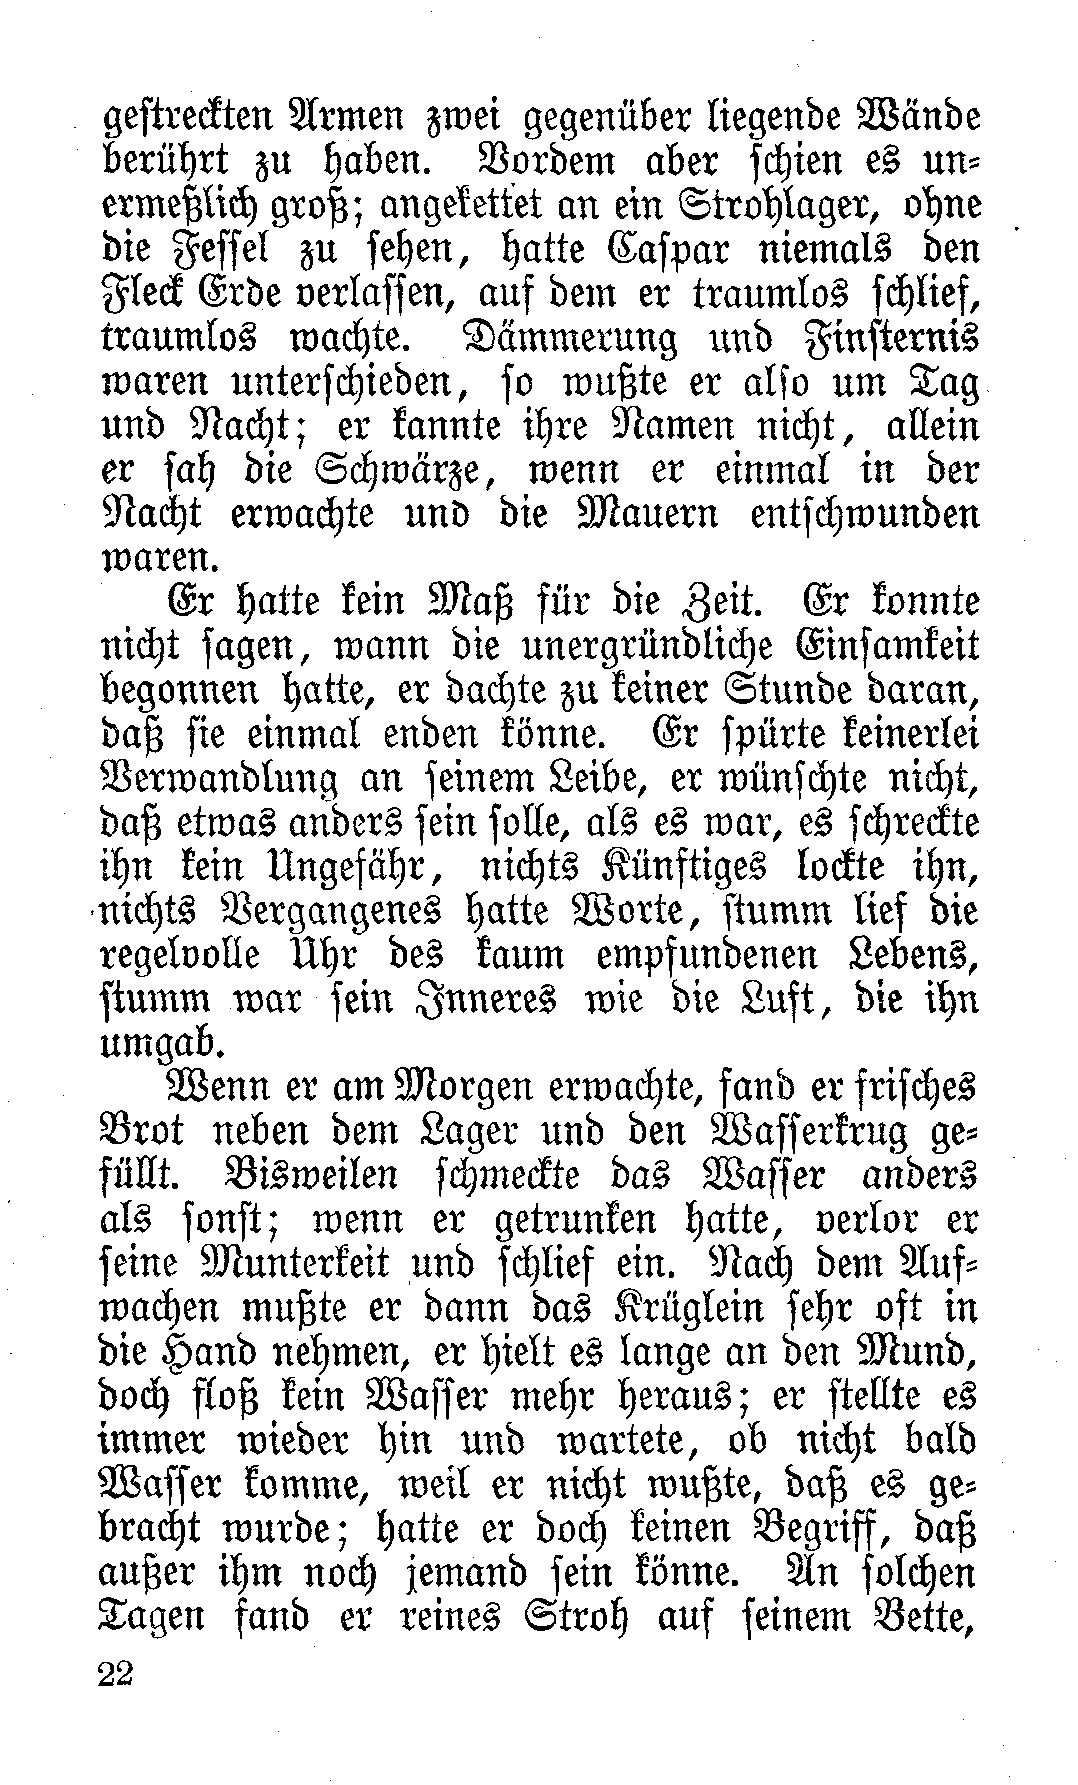 gestreckten Armen zwei gegenüber liegende Wände
berührt zu haben. Vordem aber schien es un-
ermeßlich groß; angekettet an ein Strohlager, ohne
die Fessel zu sehen, hatte Caspar niemals den
Fleck Erde verlassen, auf dem er traumlos schlief,
traumlos wachte. Dämmerung und Finsternis
waren unterschieden, so wußte er also um Tag
und Nacht; er kannte ihre Namen nicht, allein
er sah die Schwärze, wenn er einmal in der
Nacht erwachte und die Mauern entschwunden
waren.
Er hatte kein Maß für die Zeit. Er konnte
nicht sagen, wann die unergründliche Einsamkeit
begonnen hatte, er dachte zu keiner Stunde daran,
daß sie einmal enden könne. Er spürte keinerlei
Verwandlung an seinem Leibe, er wünschte nicht,
daß etwas anders sein solle, als es war, es schreckte
ihn kein Ungefähr, nichts Künftiges lockte ihn,
nichts Vergangenes hatte Worte, stumm lief die
regelvolle Uhr des kaum empfundenen Lebens,
stumm war sein Inneres wie die Luft, die ihn
umgab.
Wenn er am Morgen erwachte, fand er frisches
Brot neben dem Lager und den Wasserkrug ge-
füllt. Bisweilen schmeckte das Wasser anders
als sonst; wenn er getrunken hatte, verlor er
seine Munterkeit und schlief ein. Nach dem Auf-
wachen mußte er dann das Krüglein sehr oft in
die Hand nehmen, er hielt es lange an den Mund,
doch floß kein Wasser mehr heraus; er stellte es
immer wieder hin und wartete, ob nicht bald
Wasser komme, weil er nicht wußte, daß es ge-
bracht wurde; hatte er doch keinen Begriff, daß
außer ihm noch jemand sein könne. An solchen
Tagen fand er reines Stroh auf seinem Bette,
22